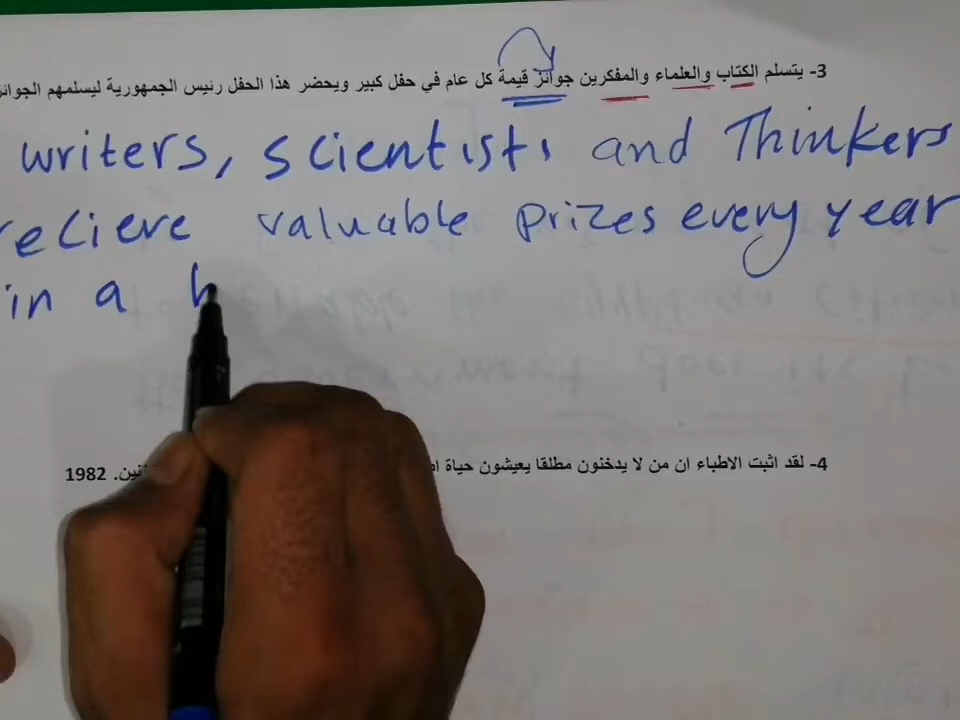 3- يتسلم الكتاب والعلماء والمفكرين جوائز قيمة كل عام في حفل كبير ويحضر هذا الحفل رئيس الجمهورية ليسلمهم
writers, scientists and Thinkers
relieve valuable prizes every year
in a
4- لقد اثبت الاطباء ان من لا يدخنون مطلقا يعيشون حياة 1982